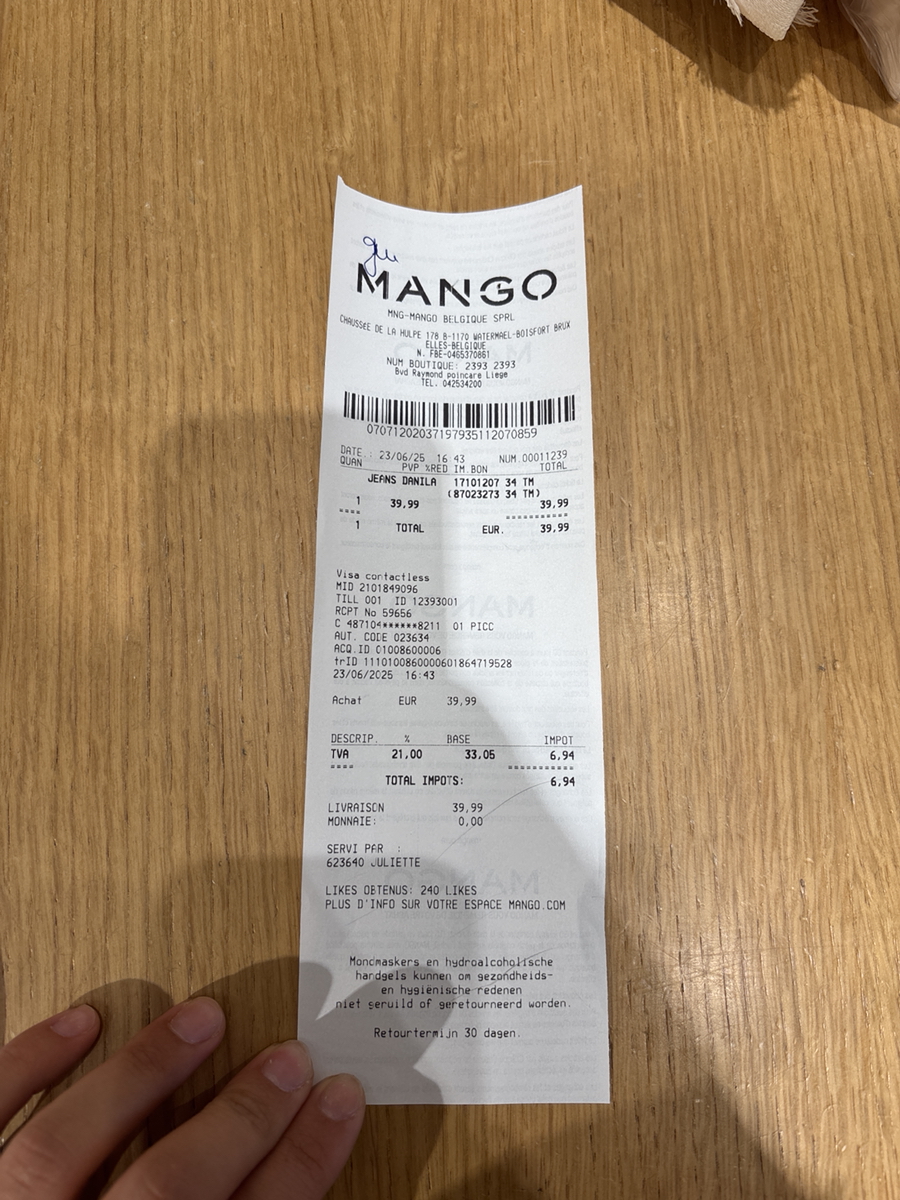 MANGO
MNG-MANGO BELGIQUE SPRL
CHAUSSéE DE LA HULPE 178 B-1170 WATERMAEL-BOISFORT BRUX
ELLES-BELGIQUE
N. FBE-0465370861
NUM BOUTIQUE: 2393 2393
Bvd Raymond poincare Liege
TEL. 042534200
07071202037197935112070859
DATE.: 23/06/25 16 43 NUM.00011239
QUAN PVP %RED IM.BON TOTAL
JEANS DANILA 17101207 34 TM
(87023273 34 TM)
1 39,99 39,99
==== ===========
1 TOTAL EUR. 39,99
Visa contactless
MID 2101849096
TILL 001 ID 12393001
RCPT No 59656
C 487104******8211 01 PICC
AUT. CODE 023634
ACQ.ID 01008600006
trID 1110100860000601864719528
23/06/2025 16:43
Achat EUR 39,99
DESCRIP. % BASE IMPOT
TVA 21,00 33,05 6,94
==== ===========
TOTAL IMPOTS: 6,94
LIVRAISON 39,99
MONNAIE: 0,00
SERVI PAR :
623640 JULIETTE
LIKES OBTENUS: 240 LIKES
PLUS D'INFO SUR VOTRE ESPACE MANGO.COM
Mondmaskers en hydroalcoholische
handgels kunnen om gezondheids-
en hygiënische redenen
niet geruild of geretourneerd worden.
Retourtermijn 30 dagen.